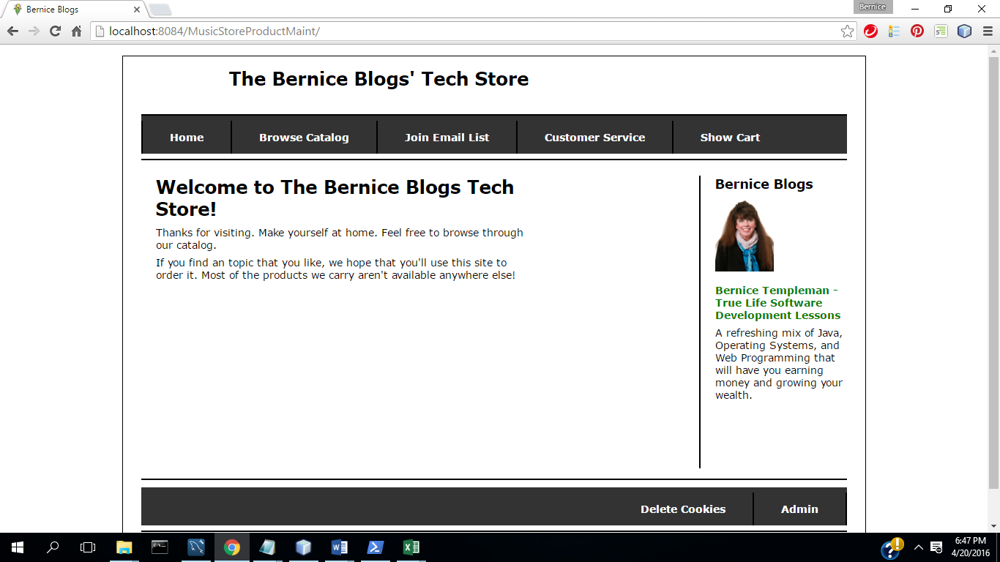 Bernice Blogs
Bernice
localhost:8084/MusicStoreProductMaint/
The Bernice Blogs' Tech Store
Home Browse Catalog Join Email List Customer Service Show Cart
Welcome to The Bernice Blogs Tech
Store!
Thanks for visiting. Make yourself at home. Feel free to browse through
our catalog.
If you find an topic that you like, we hope that you'll use this site to
order it. Most of the products we carry aren't available anywhere else!
Bernice Blogs
Bernice Templeman -
True Life Software
Development Lessons
A refreshing mix of Java,
Operating Systems, and
Web Programming that
will have you earning
money and growing your
wealth.
Delete Cookies Admin
6:47 PM
4/20/2016